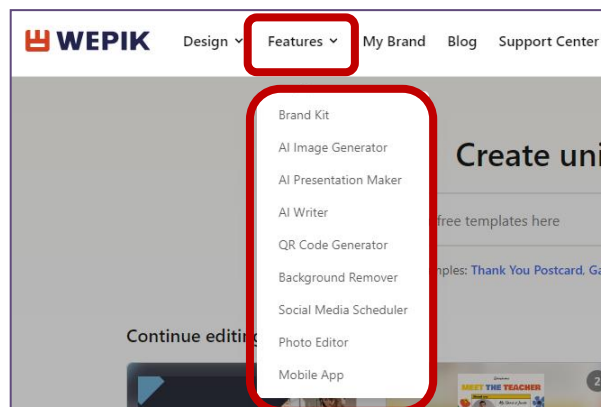 WEPIK Design Features My Brand Blog Support Center
Brand Kit
AI Image Generator
AI Presentation Maker
AI Writer
QR Code Generator
Background Remover
Social Media Scheduler
Photo Editor
Mobile App
Create uni
free templates here
mples: Thank You Postcard, Ga
Continue editing
MEET THE TEACHER
2